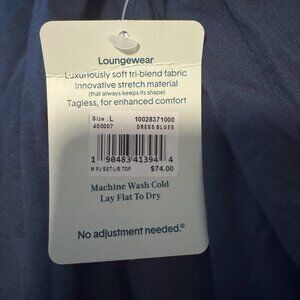 Loungewear
Luxuriously soft tri-blend fabric
Innovative stretch material
(that always keeps its shape)
Tagless, for enhanced comfort
Size: L 10028371000
400007 DRESS BLUES
1 90483 41394 4
M PJ SET L/S TOP $74.00
Machine Wash Cold
Lay Flat To Dry
No adjustment needed.®